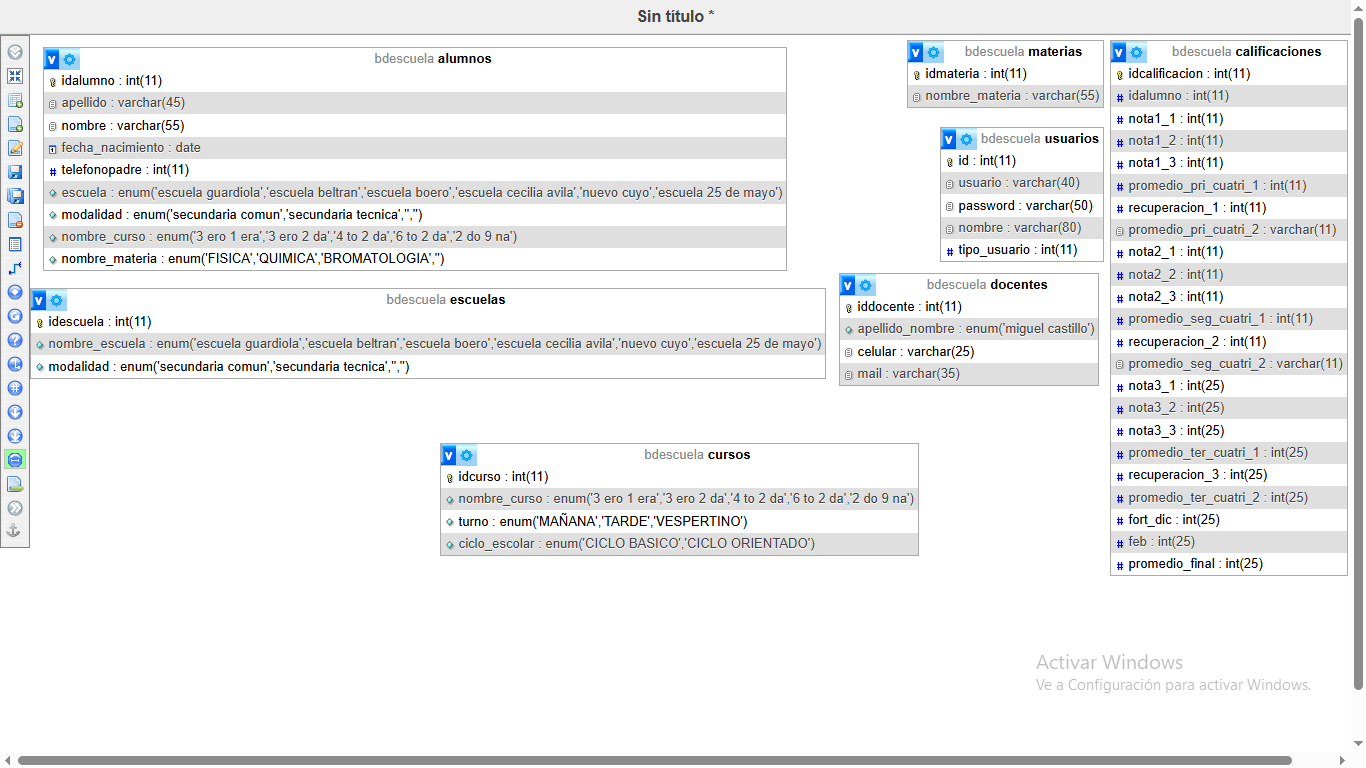 Sin título *
bdescuela alumnos
idalumno : int(11)
apellido : varchar(45)
nombre : varchar(55)
fecha_nacimiento : date
telefonopadre : int(11)
escuela : enum('escuela guardiola','escuela beltran','escuela boero','escuela cecilia avila','nuevo cuyo','escuela 25 de mayo')
modalidad : enum('secundaria comun','secundaria tecnica','','')
nombre_curso : enum('3 ero 1 era','3 ero 2 da','4 to 2 da','6 to 2 da','2 do 9 na')
nombre_materia : enum('FISICA','QUIMICA','BROMATOLOGIA','')
bdescuela escuelas
idescuela : int(11)
nombre_escuela : enum('escuela guardiola','escuela beltran','escuela boero','escuela cecilia avila','nuevo cuyo','escuela 25 de mayo')
modalidad : enum('secundaria comun','secundaria tecnica','','')
bdescuela cursos
idcurso : int(11)
nombre_curso : enum('3 ero 1 era','3 ero 2 da','4 to 2 da','6 to 2 da','2 do 9 na')
turno : enum('MAÑANA','TARDE','VESPERTINO')
ciclo_escolar : enum('CICLO BASICO','CICLO ORIENTADO')
bdescuela materias
idmateria : int(11)
nombre_materia : varchar(55)
bdescuela usuarios
id : int(11)
usuario : varchar(40)
password : varchar(50)
nombre : varchar(80)
tipo_usuario : int(11)
bdescuela docentes
iddocente : int(11)
apellido_nombre : enum('miguel castillo')
celular : varchar(25)
mail : varchar(35)
bdescuela calificaciones
idcalificacion : int(11)
idalumno : int(11)
nota1_1 : int(11)
nota1_2 : int(11)
nota1_3 : int(11)
promedio_pri_cuatri_1 : int(11)
recuperacion_1 : int(11)
promedio_pri_cuatri_2 : varchar(11)
nota2_1 : int(11)
nota2_2 : int(11)
nota2_3 : int(11)
promedio_seg_cuatri_1 : int(11)
recuperacion_2 : int(11)
promedio_seg_cuatri_2 : varchar(11)
nota3_1 : int(25)
nota3_2 : int(25)
nota3_3 : int(25)
promedio_ter_cuatri_1 : int(25)
recuperacion_3 : int(25)
promedio_ter_cuatri_2 : int(25)
fort_dic : int(25)
feb : int(25)
promedio_final : int(25)
Activar Windows
Ve a Configuración para activar Windows.